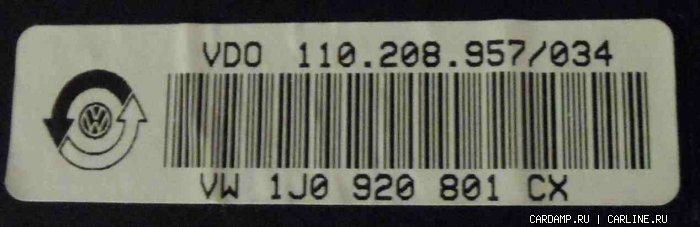 VDO 110.208.957/034
VW 1J0 920 801 CX
CARDAMP.RU | CARLINE.RU